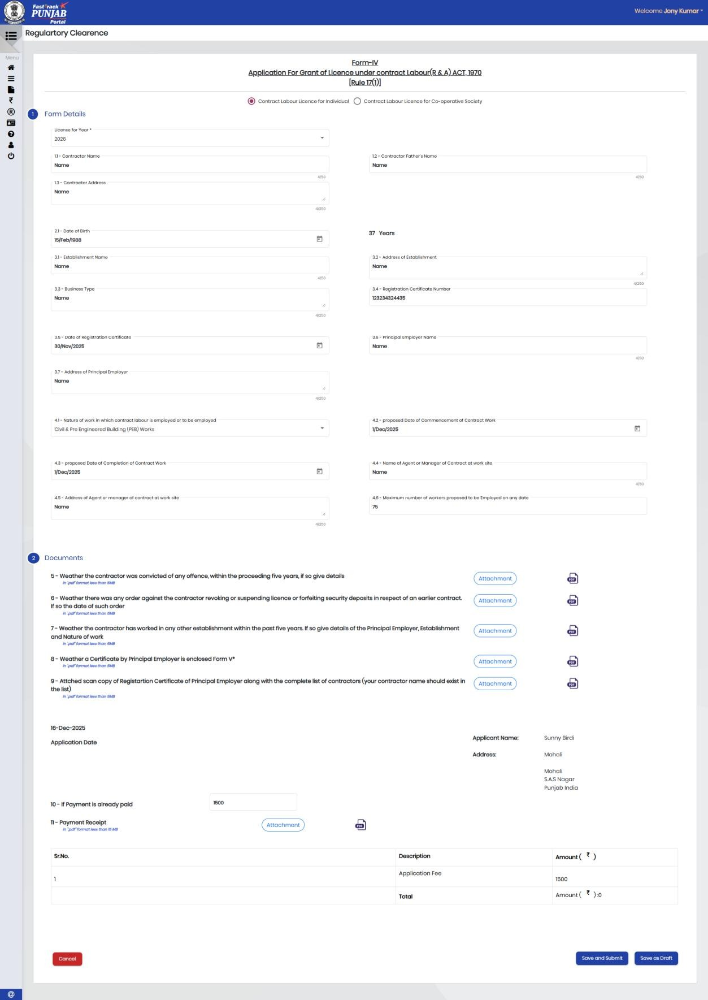 FastTrack
PUNJAB
Portal
Welcome Jony Kumar
Regulartory Clearence
Menu
Form-IV
Application For Grant of Licence under contract Labour(R & A) ACT, 1970
[Rule 17(1)]
Contract Labour Licence for Individual Contract Labour Licence for Co-operative Society
1 Form Details
License for Year *
2026
1.1 - Contractor Name 1.2 - Contractor Father's Name
Name Name
4/50 4/50
1.3 - Contractor Address
Name
4/250
2.1 - Date of Birth
15/Feb/1988 37 Years
3.1 - Establishment Name 3.2 - Address of Establishment
Name Name
4/50 4/250
3.3 - Business Type 3.4 - Registration Certificate Number
Name 123234324435
4/250
3.5 - Date of Registration Certificate 3.6 - Principal Employer Name
30/Nov/2025 Name
4/50
3.7 - Address of Principal Employer
Name
4/250
4.1 - Nature of work in which contract labour is employed or to be employed 4.2 - proposed Date of Commencement of Contract Work
Civil & Pre Engineered Building (PEB) Works 1/Dec/2025
4.3 - proposed Date of Completion of Contract Work 4.4 - Name of Agent or Manager of Contract at work site
1/Dec/2025 Name
4/50
4.5 - Address of Agent or manager of contract at work site 4.6 - Maximum number of workers proposed to be Employed on any date
Name 75
4/250
2 Documents
5 - Weather the contractor was convicted of any offence, within the proceeding five years, if so give details Attachment PDF
in '.pdf' format less than 5MB
6 - Weather there was any order against the contractor revoking or suspending licence or forfeiting security deposits in respect of an earlier contract. Attachment PDF
If so the date of such order
in '.pdf' format less than 5MB
7 - Weather the contractor has worked in any other establishment within the past five years. If so give details of the Principal Employer, Establishment Attachment PDF
and Nature of work
in '.pdf' format less than 5MB
8 - Weather a Certificate by Principal Employer is enclosed Form V* Attachment PDF
in '.pdf' format less than 5MB
9 - Attched scan copy of Registartion Certificate of Principal Employer along with the complete list of contractors (your contractor name should exist in Attachment PDF
the list)
in '.pdf' format less than 5MB
16-Dec-2025
Application Date
Applicant Name: Sunny Birdi
Address: Mohali
Mohali
S.A.S Nagar
Punjab India
10 - If Payment is already paid 1500
11 - Payment Receipt Attachment PDF
in ".pdf" format less than 15 MB
Sr.No. Description Amount ( ₹ )
1 Application Fee 1500
Total Amount ( ₹ ) :0
Cancel Save and Submit Save as Draft
@